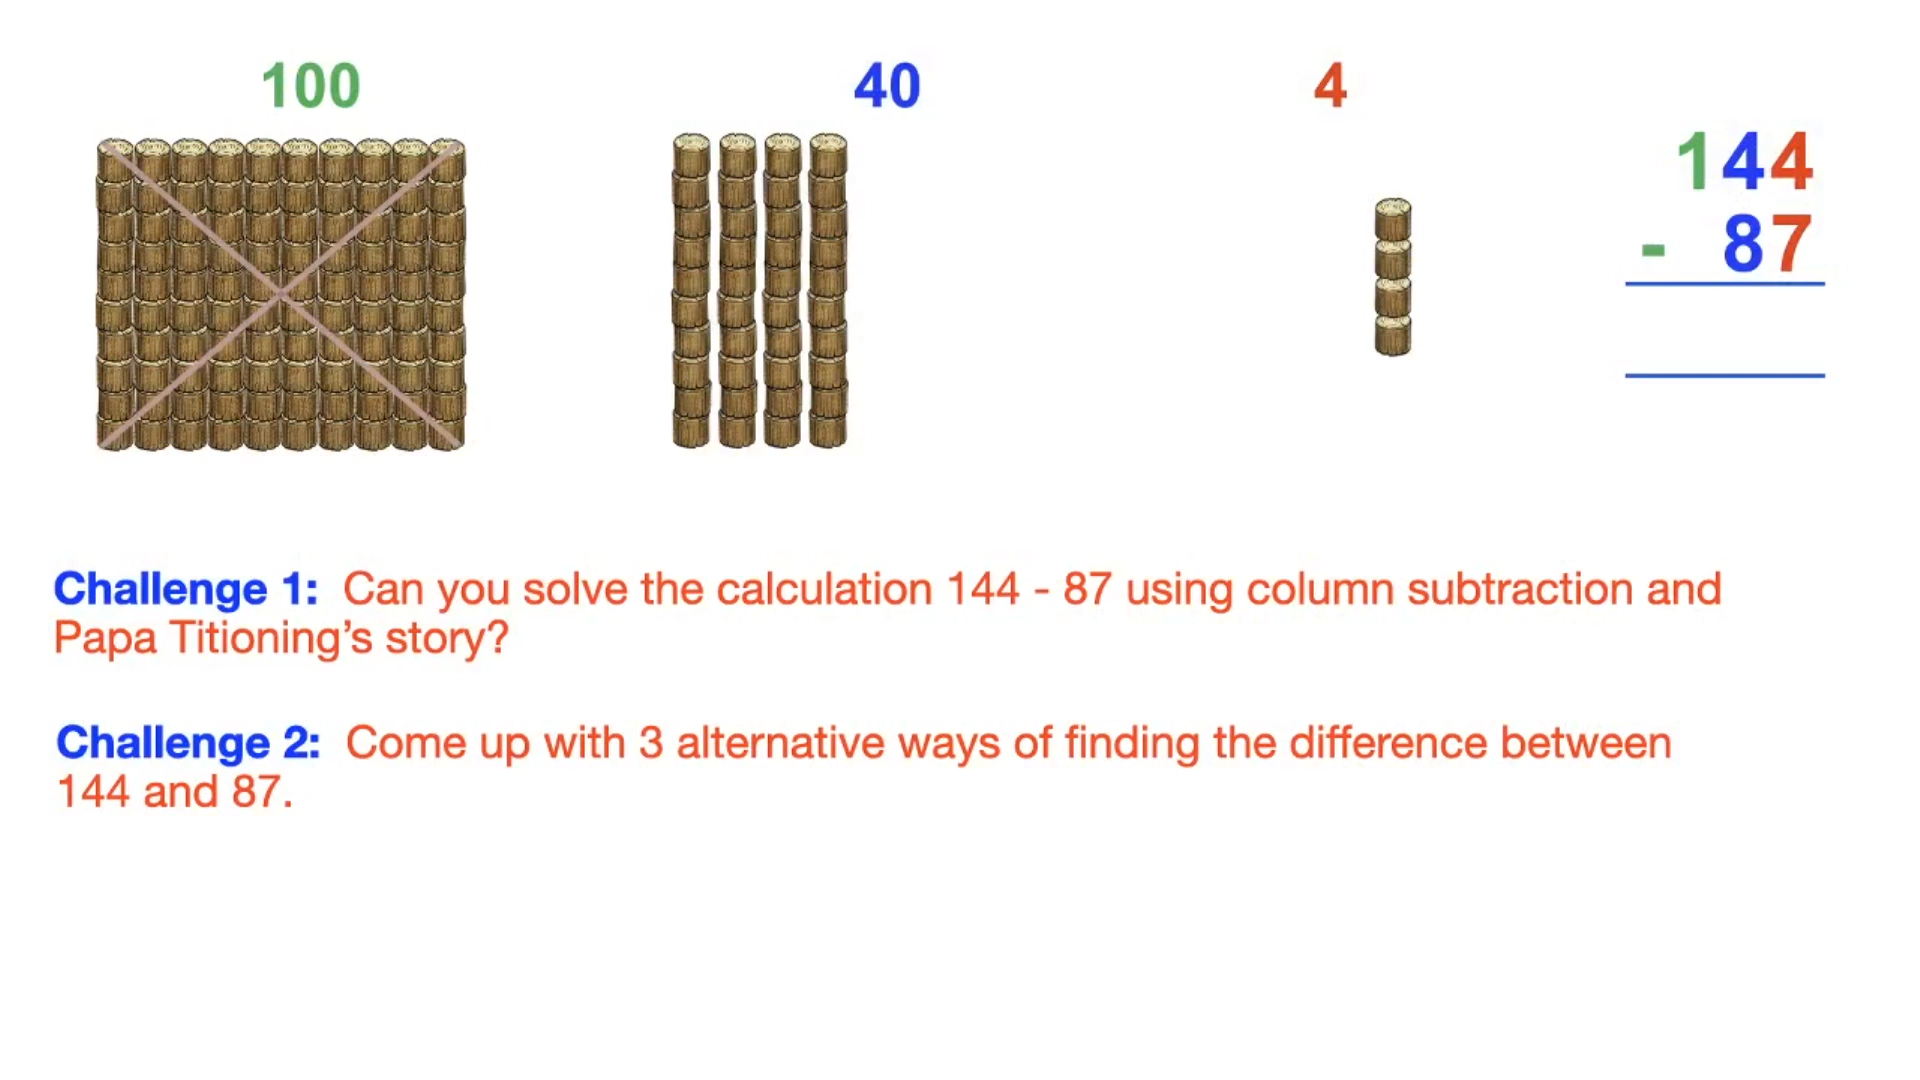 100 40 4
144
- 87
Challenge 1: Can you solve the calculation 144 - 87 using column subtraction and
Papa Titioning’s story?
Challenge 2: Come up with 3 alternative ways of finding the difference between
144 and 87.